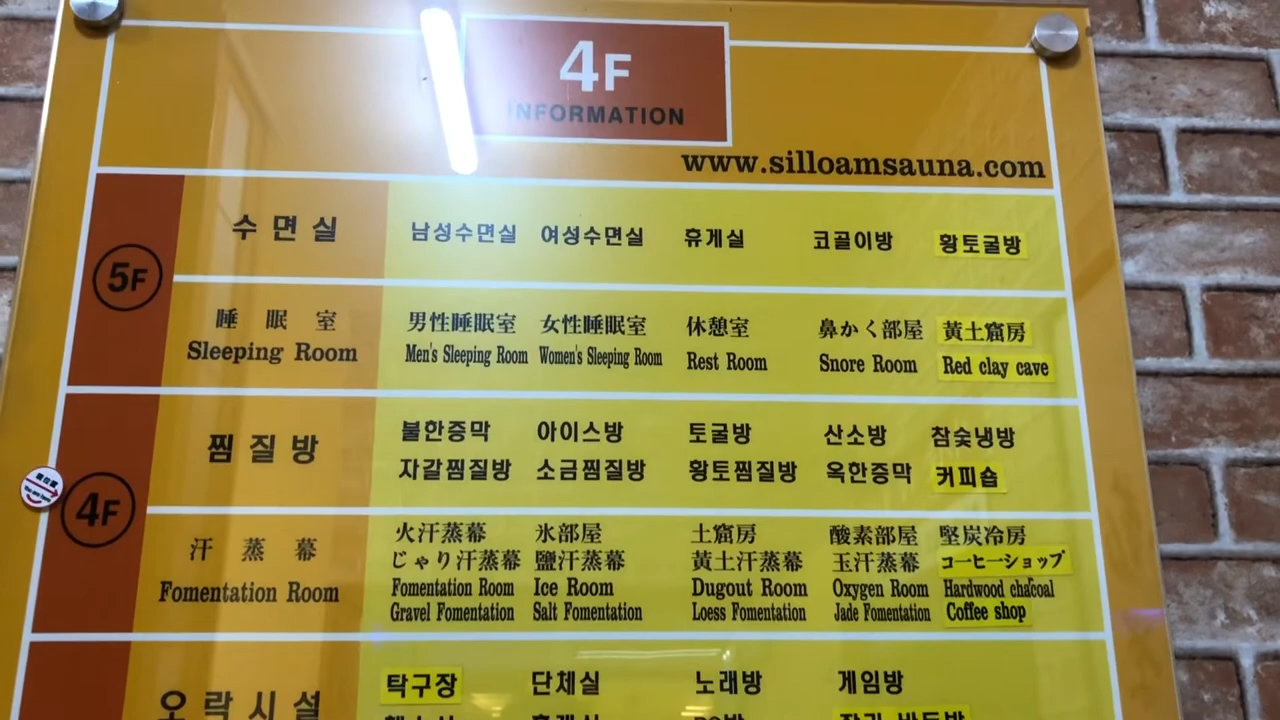 4F
INFORMATION
www.silloamsauna.com
5F
수면실
남성수면실 여성수면실 휴게실 코골이방 황토굴방
睡眠室
男性睡眠室 女性睡眠室 休憩室 鼻かく部屋 黃土窟房
Sleeping Room
Men's Sleeping Room Women's Sleeping Room Rest Room Snore Room Red clay cave
4F
찜질방
불한증막 아이스방 토굴방 산소방 참숯냉방
자갈찜질방 소금찜질방 황토찜질방 옥한증막 커피숍
汗蒸幕
火汗蒸幕 氷部屋 土窟房 酸素部屋 堅炭冷房
じゃり汗蒸幕 鹽汗蒸幕 黃土汗蒸幕 玉汗蒸幕 コーヒーショップ
Fomentation Room
Fomentation Room Ice Room Dugout Room Oxygen Room Hardwood charcoal
Gravel Fomentation Salt Fomentation Loess Fomentation Jade Fomentation Coffee shop
오락시설
탁구장 단체실 노래방 게임방